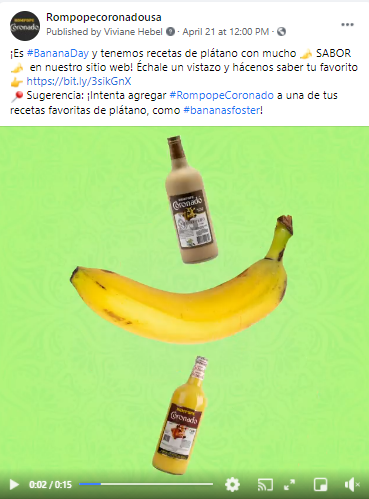 Rompopecoronadousa
Published by Viviane Hebel · April 21 at 12:00 PM ·
¡Es #BananaDay y tenemos recetas de plátano con mucho 🍌 SABOR
🍌 en nuestro sitio web! Échale un vistazo y hácenos saber tu favorito
👉 https://bit.ly/3sikGnX
📍 Sugerencia: ¡Intenta agregar #RompopeCoronado a una de tus
recetas favoritas de plátano, como #bananasfoster!
Coronado
Coronado
0:02 / 0:15